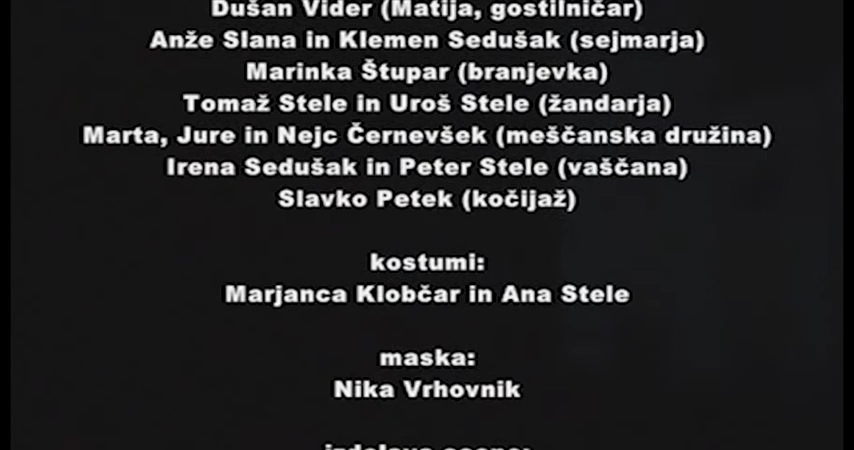 Dušan Vider (Matija, gostilničar)
Anže Slana in Klemen Sedušak (sejmarja)
Marinka Štupar (branjevka)
Tomaž Stele in Uroš Stele (žandarja)
Marta, Jure in Nejc Černevšek (meščanska družina)
Irena Sedušak in Peter Stele (vaščana)
Slavko Petek (kočijaž)
kostumi:
Marjanca Klobčar in Ana Stele
maska:
Nika Vrhovnik